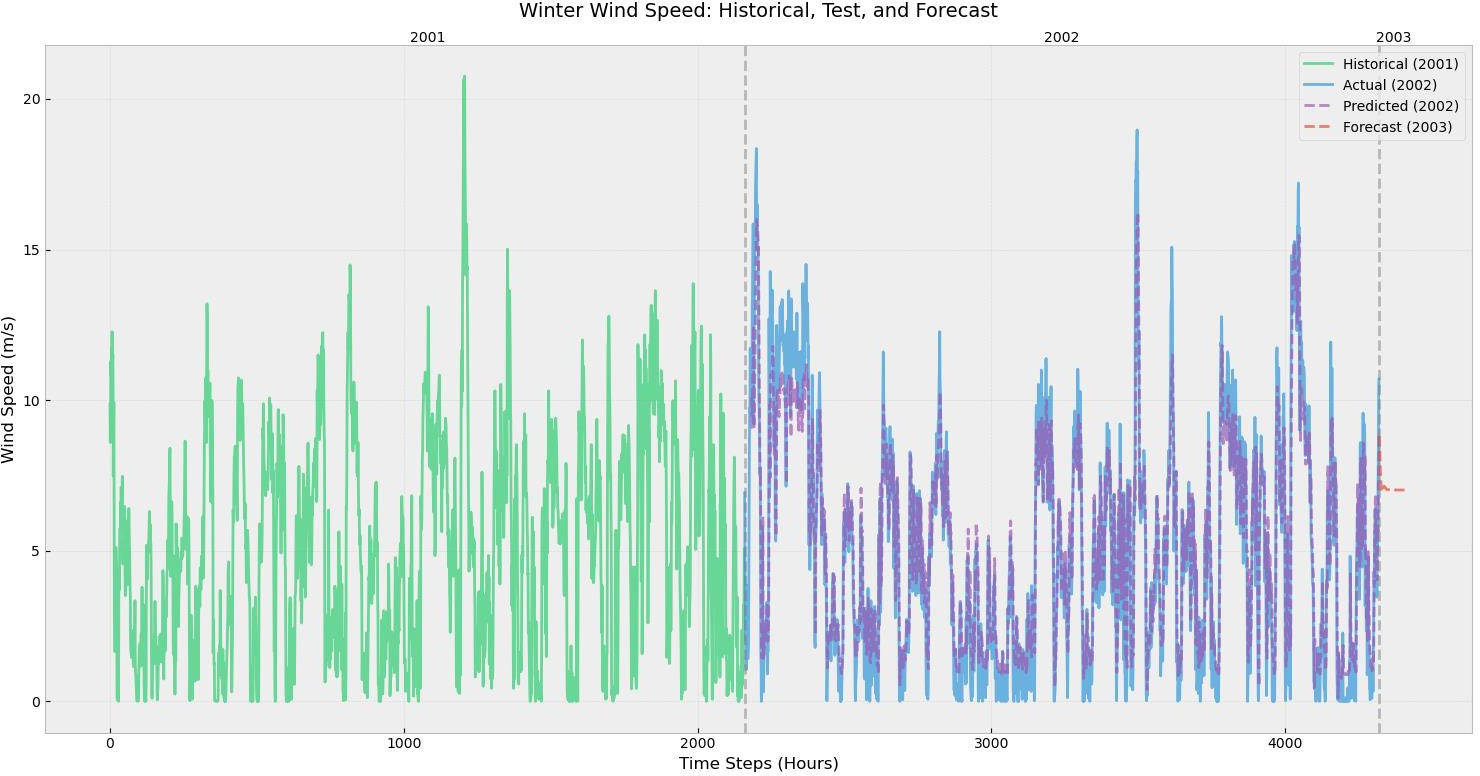 Winter Wind Speed: Historical, Test, and Forecast
2001
2002
2003
Historical (2001)
Actual (2002)
Predicted (2002)
Forecast (2003)
Wind Speed (m/s)
20
15
10
5
0
0
1000
2000
3000
4000
Time Steps (Hours)